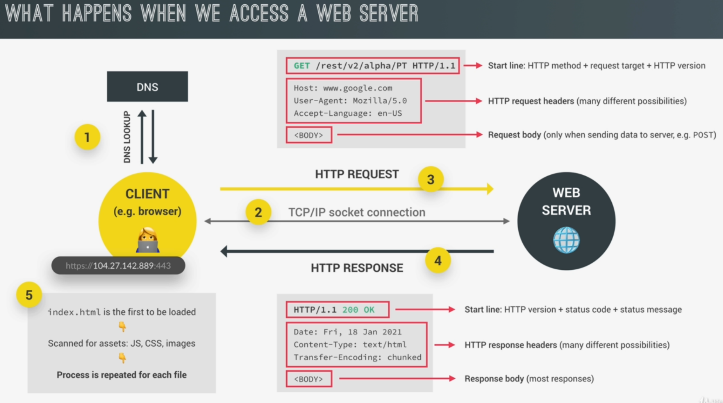 WHAT HAPPENS WHEN WE ACCESS A WEB SERVER
DNS
DNS LOOKUP
1
GET /rest/v2/alpha/PT HTTP/1.1
Start line: HTTP method + request target + HTTP version
Host: www.google.com
User-Agent: Mozilla/5.0
Accept-Language: en-US
HTTP request headers (many different possibilities)
<BODY>
Request body (only when sending data to server, e.g. POST)
CLIENT
(e.g. browser)
https://104.27.142.889:443
HTTP REQUEST
3
2
TCP/IP socket connection
4
HTTP RESPONSE
WEB
SERVER
5
index.html is the first to be loaded
Scanned for assets: JS, CSS, images
Process is repeated for each file
HTTP/1.1 200 OK
Start line: HTTP version + status code + status message
Date: Fri, 18 Jan 2021
Content-Type: text/html
Transfer-Encoding: chunked
HTTP response headers (many different possibilities)
<BODY>
Response body (most responses)